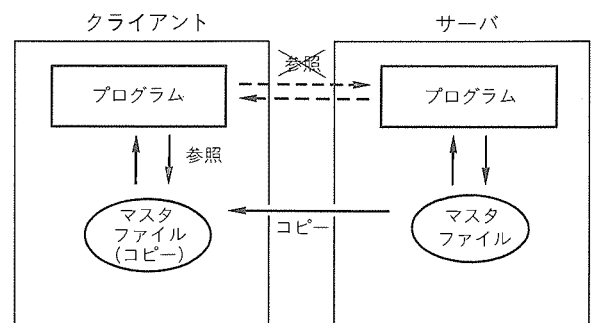 クライアント
サーバ
参照
プログラム
プログラム
参照
マスタ
ファイル
(コピー)
コピー
マスタ
ファイル